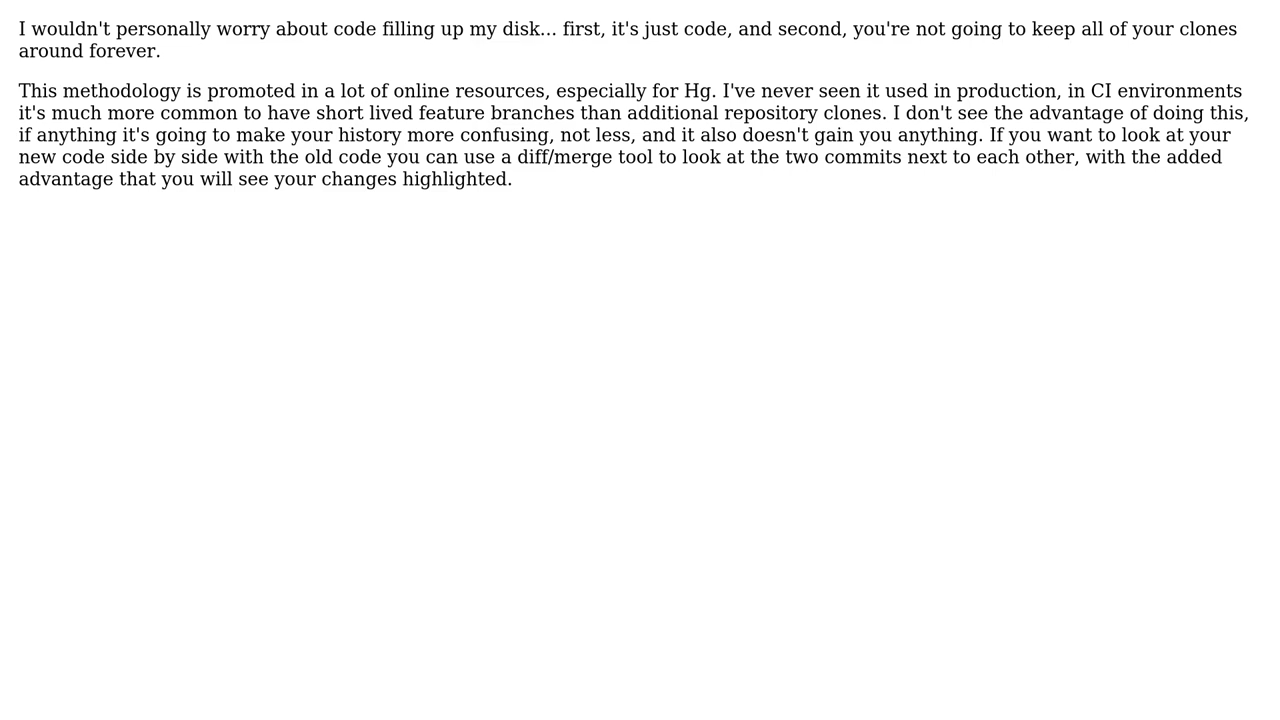 I wouldn't personally worry about code filling up my disk... first, it's just code, and second, you're not going to keep all of your clones
around forever.
This methodology is promoted in a lot of online resources, especially for Hg. I've never seen it used in production, in CI environments
it's much more common to have short lived feature branches than additional repository clones. I don't see the advantage of doing this,
if anything it's going to make your history more confusing, not less, and it also doesn't gain you anything. If you want to look at your
new code side by side with the old code you can use a diff/merge tool to look at the two commits next to each other, with the added
advantage that you will see your changes highlighted.